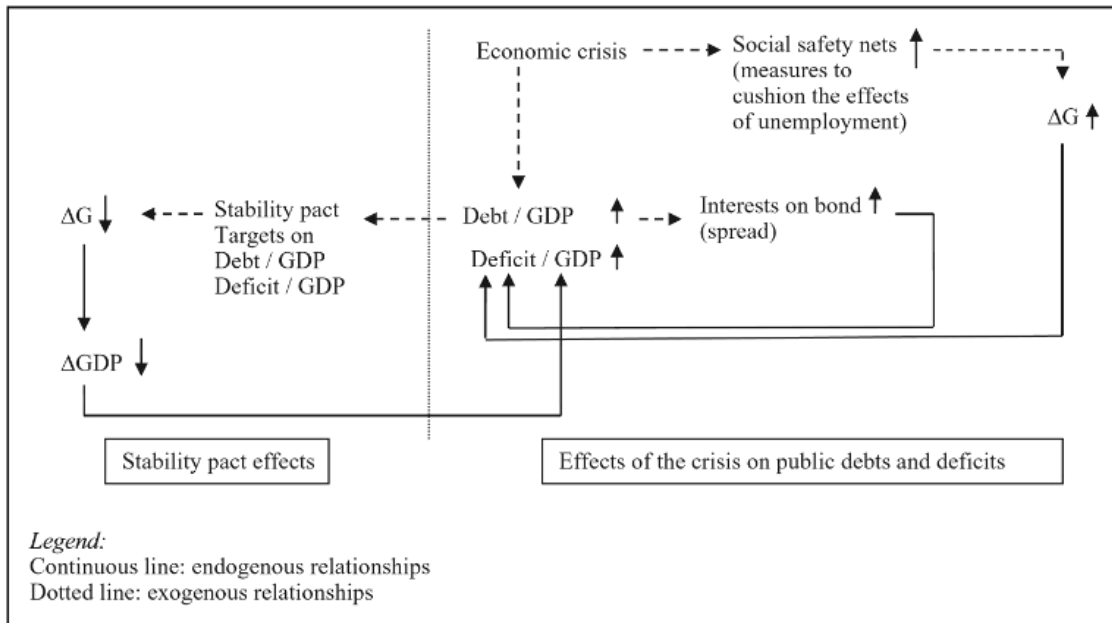 Economic crisis
Social safety nets
(measures to
cushion the effects
of unemployment)
ΔG
ΔG
Stability pact
Targets on
Debt / GDP
Deficit / GDP
Debt / GDP
Deficit / GDP
Interests on bond
(spread)
ΔGDP
Stability pact effects
Effects of the crisis on public debts and deficits
Legend:
Continuous line: endogenous relationships
Dotted line: exogenous relationships